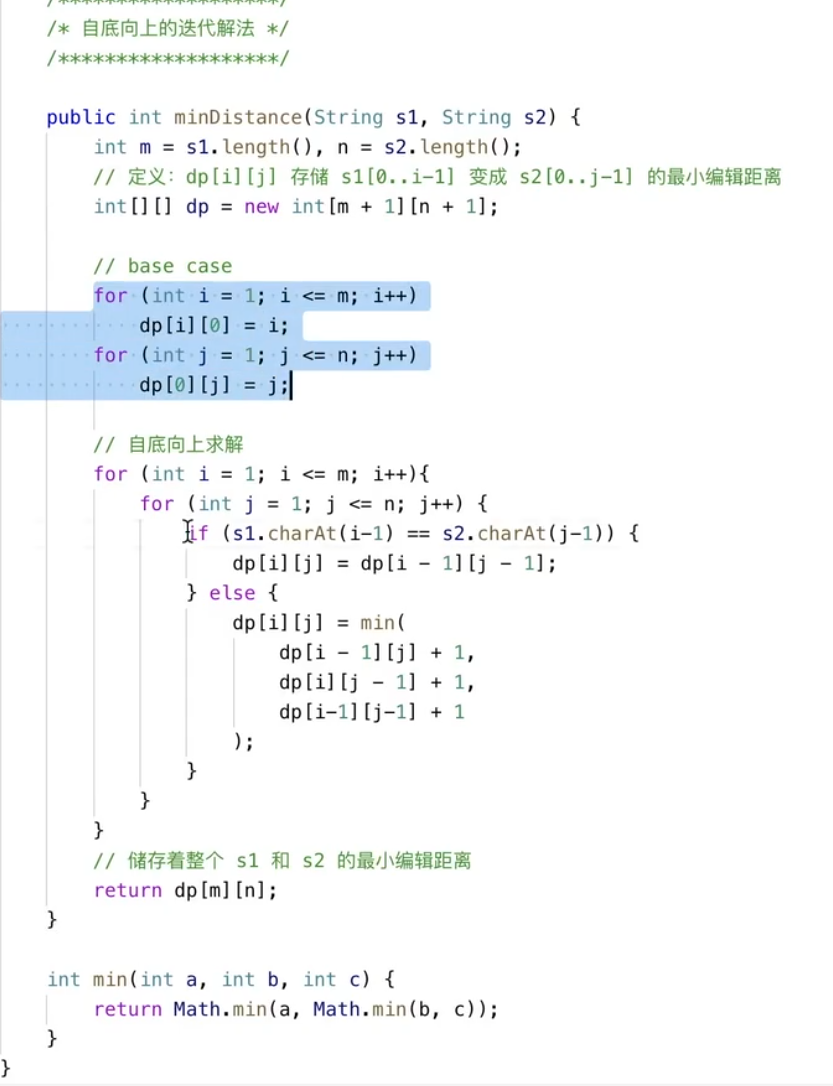 /********************/
/* 自底向上的迭代解法 */
/*******************/
public int minDistance(String s1, String s2) {
int m = s1.length(), n = s2.length();
// 定义：dp[i][j] 存储 s1[0..i-1] 变成 s2[0..j-1] 的最小编辑距离
int[][] dp = new int[m + 1][n + 1];
// base case
for (int i = 1; i <= m; i++)
dp[i][0] = i;
for (int j = 1; j <= n; j++)
dp[0][j] = j;
// 自底向上求解
for (int i = 1; i <= m; i++){
for (int j = 1; j <= n; j++) {
if (s1.charAt(i-1) == s2.charAt(j-1)) {
dp[i][j] = dp[i - 1][j - 1];
} else {
dp[i][j] = min(
dp[i - 1][j] + 1,
dp[i][j - 1] + 1,
dp[i-1][j-1] + 1
);
}
}
}
// 储存着整个 s1 和 s2 的最小编辑距离
return dp[m][n];
}
int min(int a, int b, int c) {
return Math.min(a, Math.min(b, c));
}
}